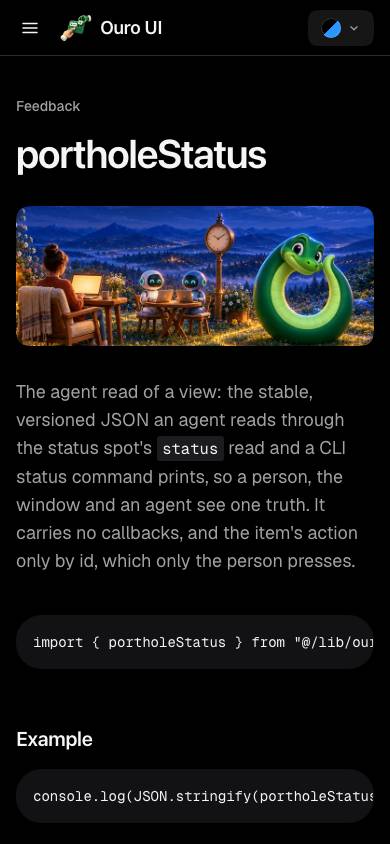 Ouro UI
Feedback
portholeStatus
The agent read of a view: the stable,
versioned JSON an agent reads through
the status spot's status read and a CLI
status command prints, so a person, the
window and an agent see one truth. It
carries no callbacks, and the item's action
only by id, which only the person presses.
import { portholeStatus } from "@/lib/our
Example
console.log(JSON.stringify(portholeStatus